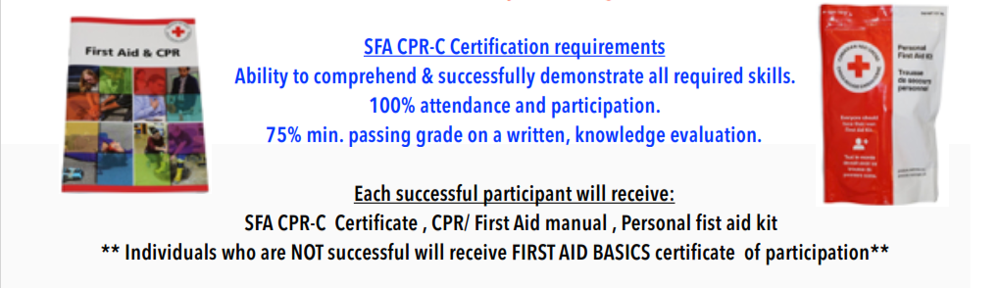 First Aid & CPR
SFA CPR-C Certification requirements
Ability to comprehend & successfully demonstrate all required skills.
100% attendance and participation.
75% min. passing grade on a written, knowledge evaluation.
Each successful participant will receive:
SFA CPR-C Certificate , CPR/ First Aid manual , Personal fist aid kit
** Individuals who are NOT successful will receive FIRST AID BASICS certificate of participation**
Personal
First Aid Kit
Trousse
de secours
personnel